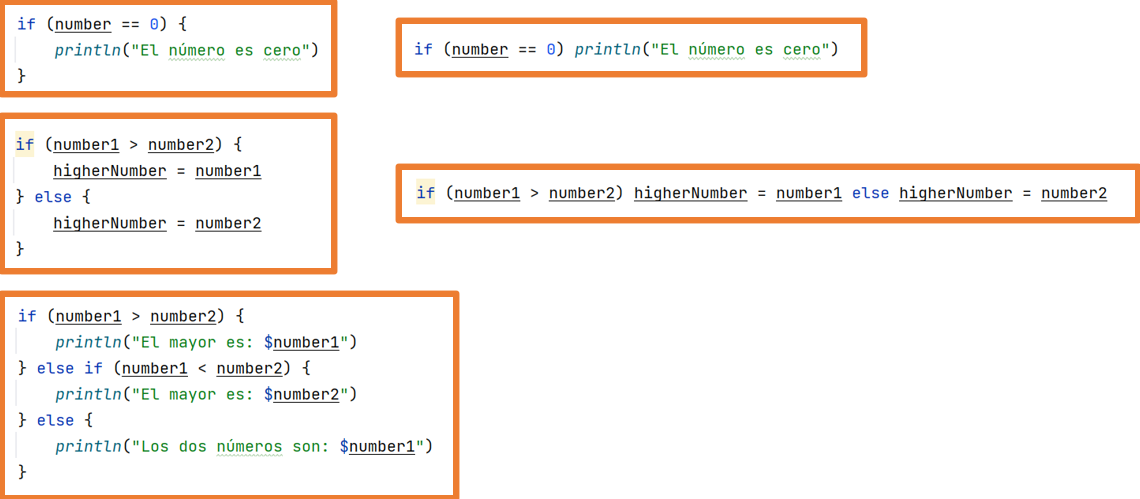 if (number == 0) {
    println("El número es cero")
}
if (number == 0) println("El número es cero")
if (number1 > number2) {
    higherNumber = number1
} else {
    higherNumber = number2
}
if (number1 > number2) higherNumber = number1 else higherNumber = number2
if (number1 > number2) {
    println("El mayor es: $number1")
} else if (number1 < number2) {
    println("El mayor es: $number2")
} else {
    println("Los dos números son: $number1")
}